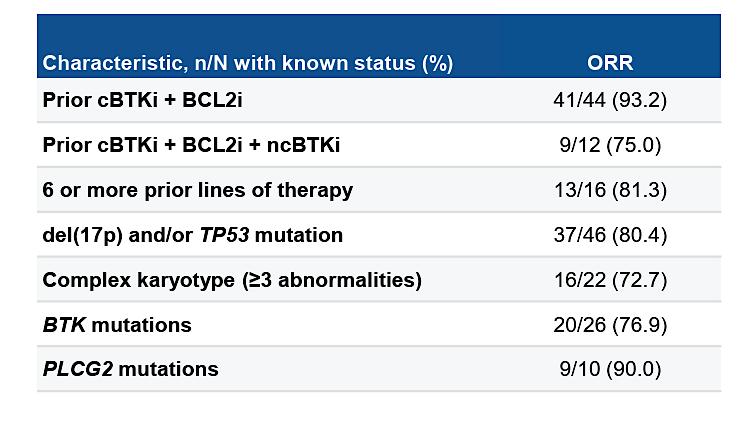 Characteristic, n/N with known status (%) ORR
Prior cBTKi + BCL2i 41/44 (93.2)
Prior cBTKi + BCL2i + ncBTKi 9/12 (75.0)
6 or more prior lines of therapy 13/16 (81.3)
del(17p) and/or TP53 mutation 37/46 (80.4)
Complex karyotype (≥3 abnormalities) 16/22 (72.7)
BTK mutations 20/26 (76.9)
PLCG2 mutations 9/10 (90.0)